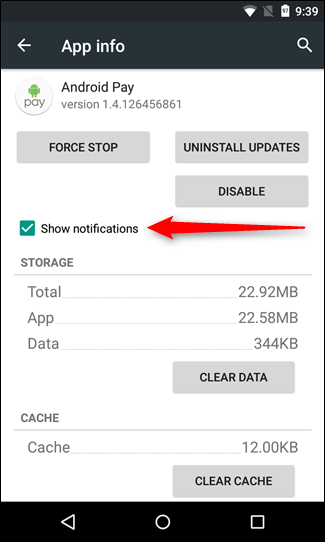 97 9:39
App info
pay
Android Pay
version 1.4.126456861
FORCE STOP UNINSTALL UPDATES
DISABLE
Show notifications
STORAGE
Total 22.92MB
App 22.58MB
Data 344KB
CLEAR DATA
CACHE
Cache 12.00KB
CLEAR CACHE